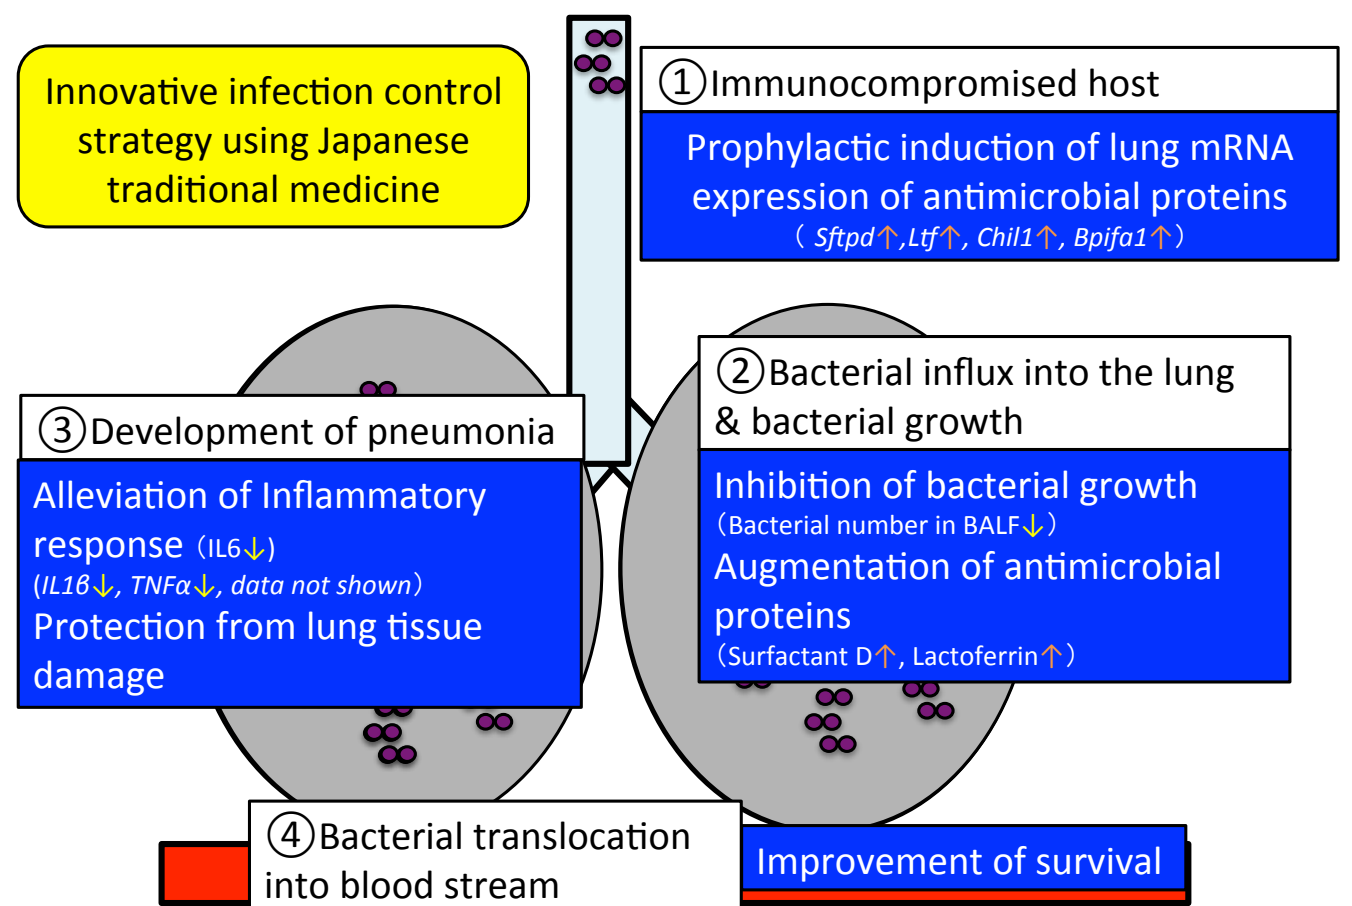 Innovative infection control
strategy using Japanese
traditional medicine
①Immunocompromised host
Prophylactic induction of lung mRNA
expression of antimicrobial proteins
( Sftpd↑,Ltf↑, Chil1↑, Bpifa1↑)
②Bacterial influx into the lung
& bacterial growth
Inhibition of bacterial growth
(Bacterial number in BALF↓)
Augmentation of antimicrobial
proteins
(Surfactant D↑, Lactoferrin↑)
③Development of pneumonia
Alleviation of Inflammatory
response (IL6↓)
(IL1β↓, TNFα↓, data not shown)
Protection from lung tissue
damage
④Bacterial translocation
into blood stream
Improvement of survival